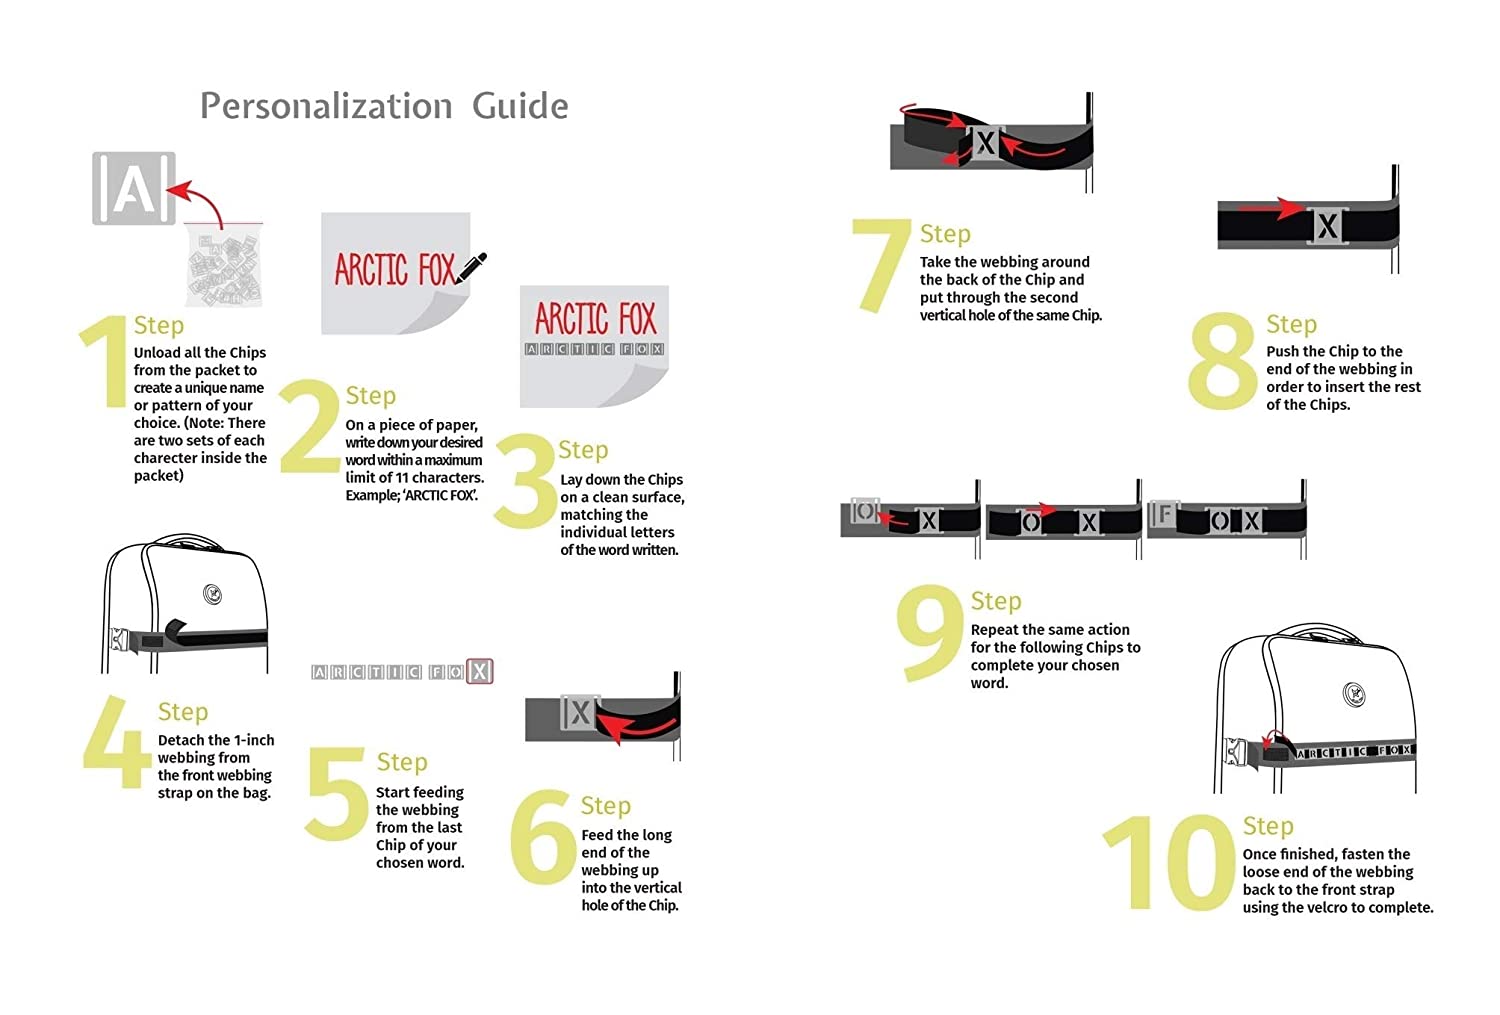 Personalization Guide
A
1 Step
Unload all the Chips
from the packet to
create a unique name
or pattern of your
choice. (Note: There
are two sets of each
charecter inside the
packet)
ARCTIC FOX
2 Step
On a piece of paper,
write down your desired
word within a maximum
limit of 11 characters.
Example; ‘ARCTIC FOX’.
ARCTIC FOX
ARCTIC FOX
3 Step
Lay down the Chips
on a clean surface,
matching the
individual letters
of the word written.
4 Step
Detach the 1-inch
webbing from
the front webbing
strap on the bag.
ARCTIC FOX
5 Step
Start feeding
the webbing
from the last
Chip of your
chosen word.
X
6 Step
Feed the long
end of the
webbing up
into the vertical
hole of the Chip.
X
7 Step
Take the webbing around
the back of the Chip and
put through the second
vertical hole of the same Chip.
X
8 Step
Push the Chip to the
end of the webbing in
order to insert the rest
of the Chips.
O X O X F O X
9 Step
Repeat the same action
for the following Chips to
complete your chosen
word.
ARCTIC FOX
10 Step
Once finished, fasten the
loose end of the webbing
back to the front strap
using the velcro to complete.